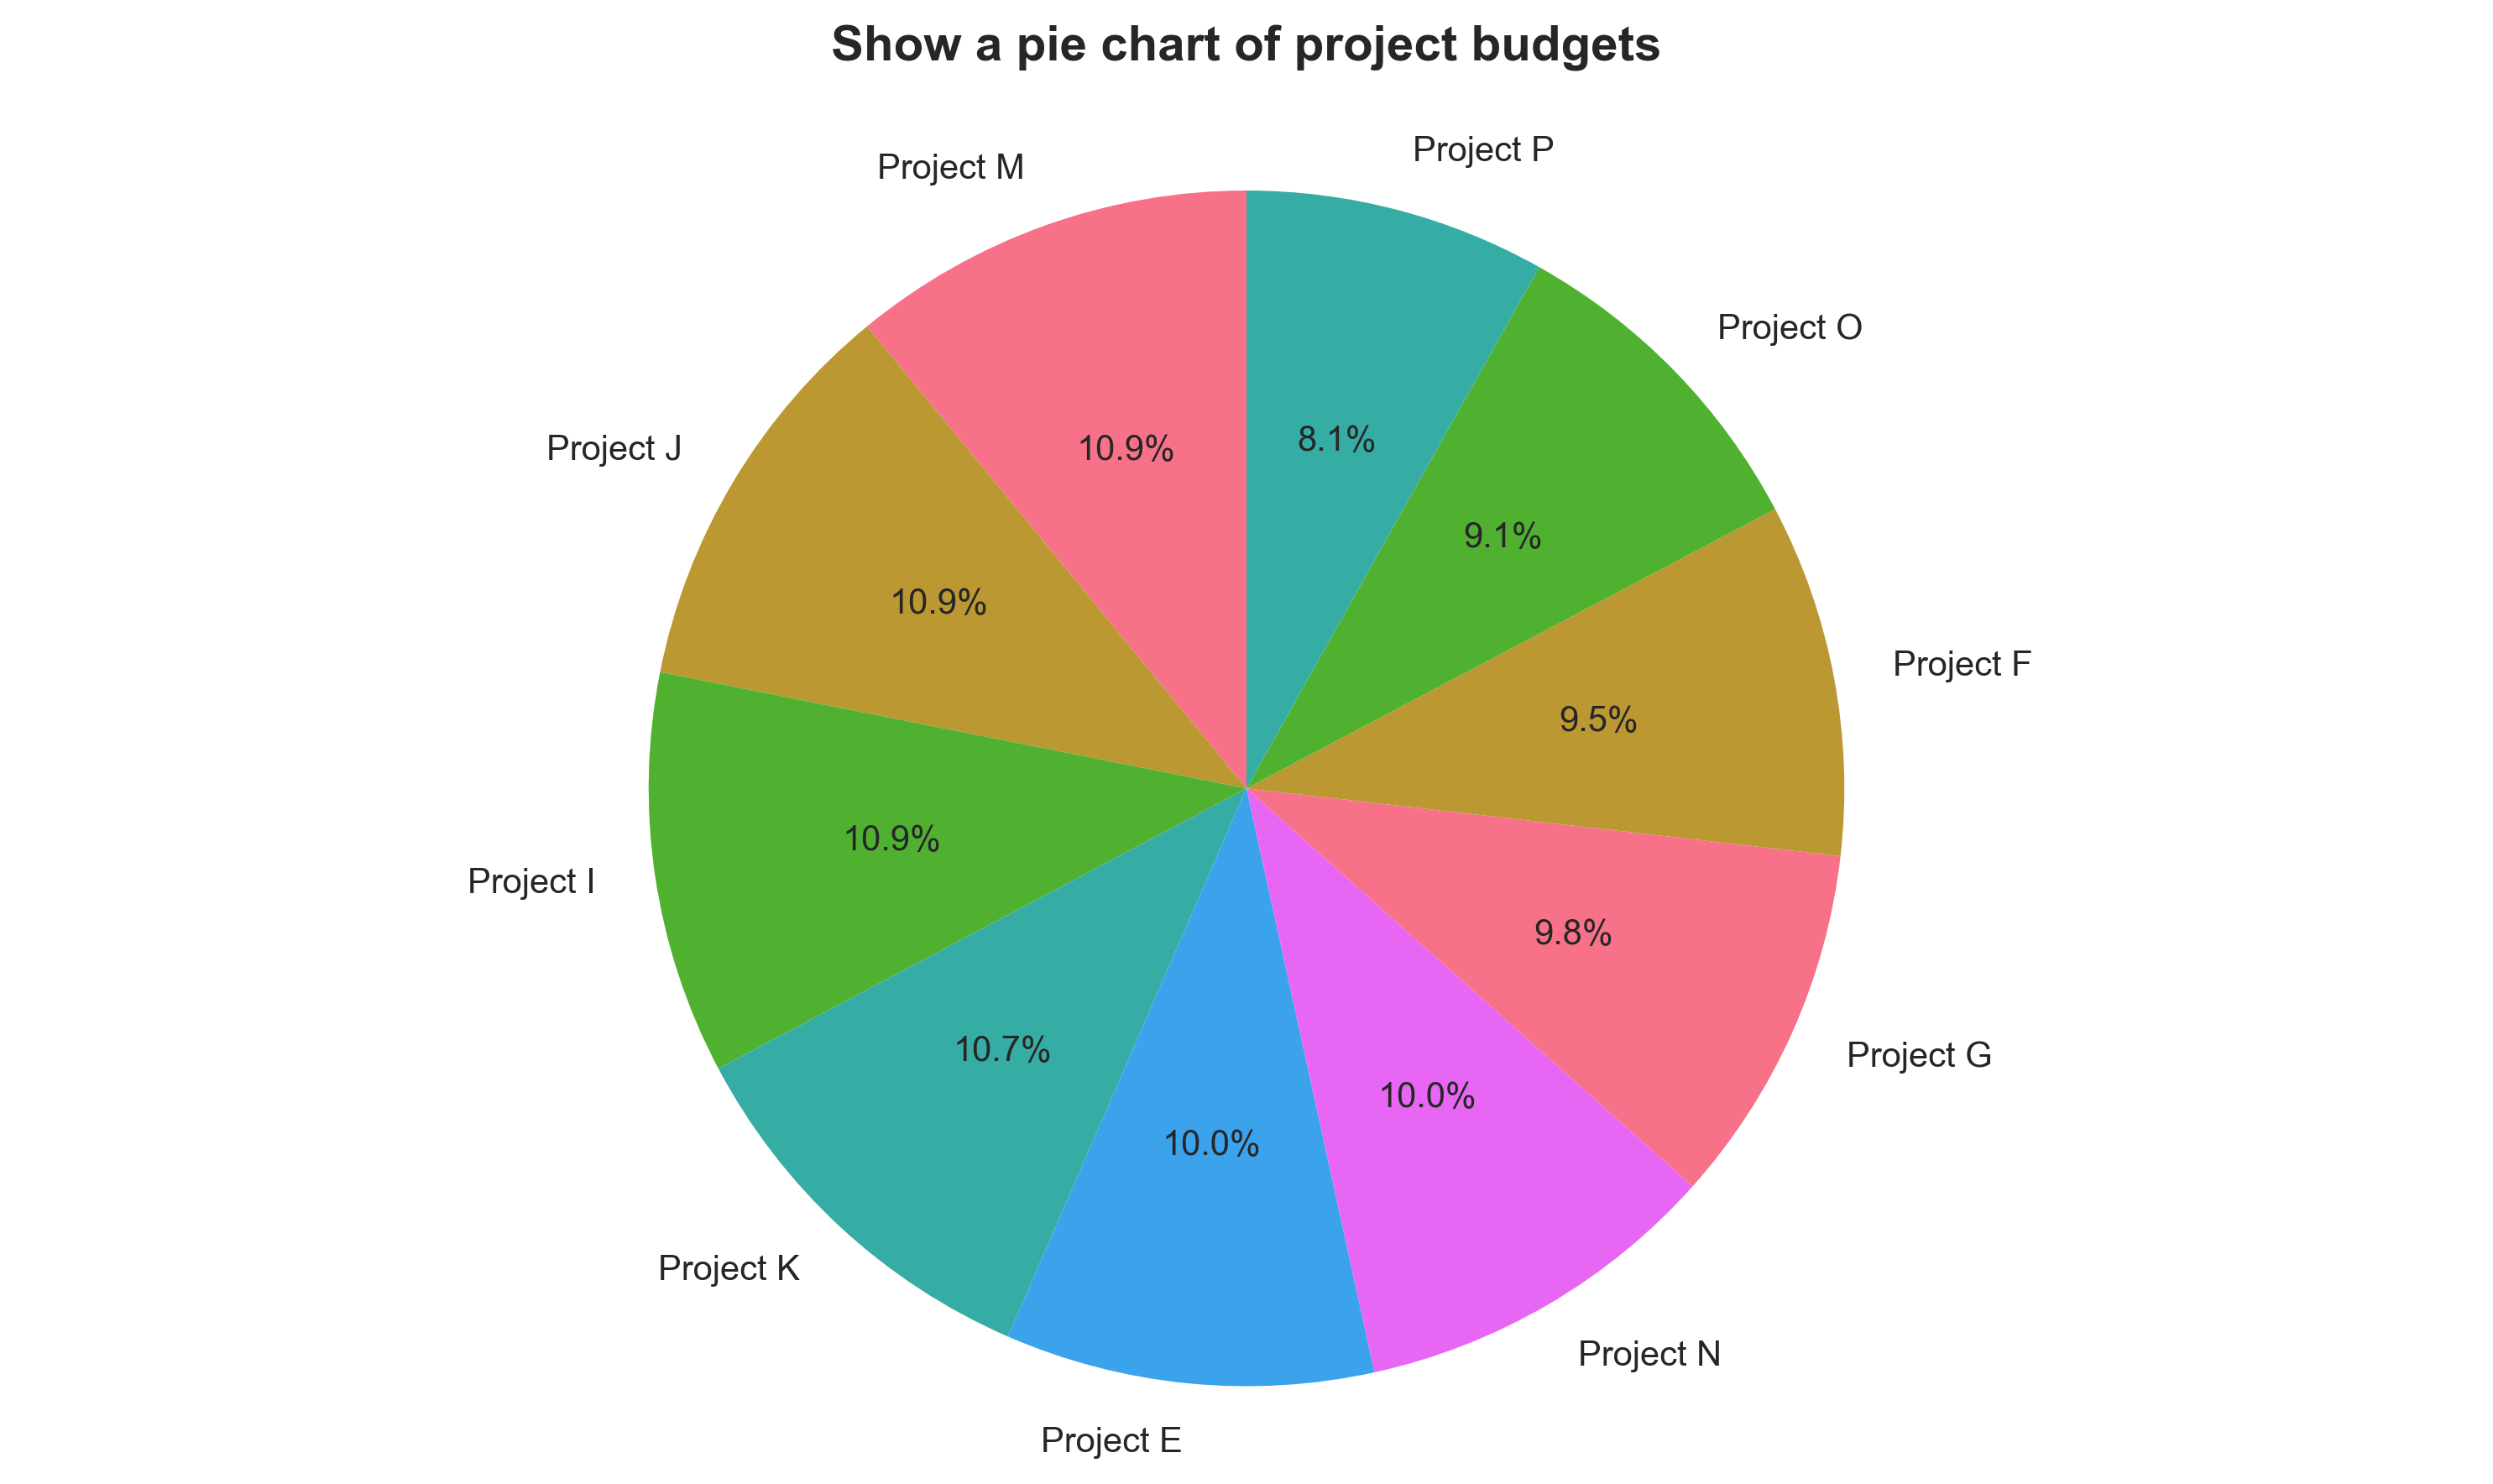 Show a pie chart of project budgets
Project M
Project P
Project O
Project J
Project F
Project I
Project G
Project K
Project N
Project E
10.9%
8.1%
9.1%
10.9%
9.5%
10.9%
9.8%
10.7%
10.0%
10.0%